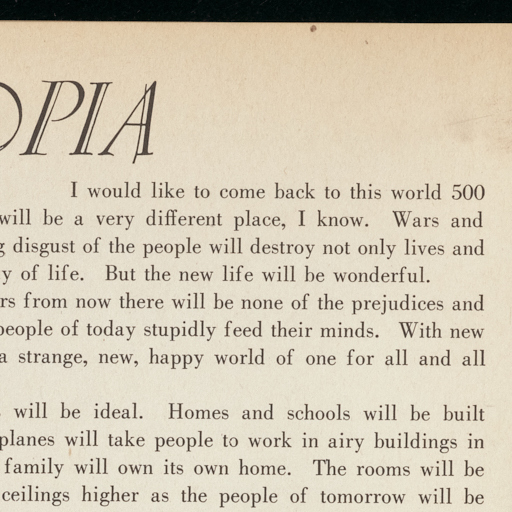 OPIA
I would like to come back to this world 500
will be a very different place, I know. Wars and
disgust of the people will destroy not only lives and
of life. But the new life will be wonderful.
from now there will be none of the prejudices and
people of today stupidly feed their minds. With new
a strange, new, happy world of one for all and all
will be ideal. Homes and schools will be built
planes will take people to work in airy buildings in
family will own its own home. The rooms will be
ceilings higher as the people of tomorrow will be